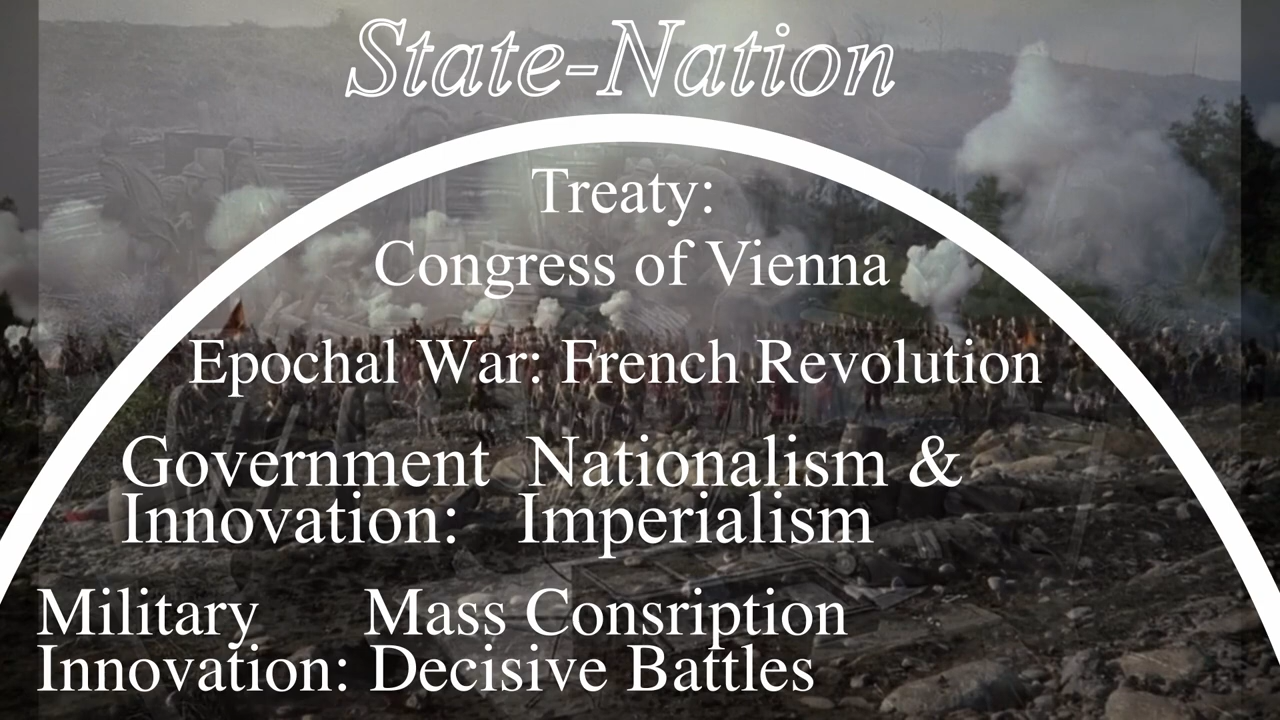 State-Nation
Treaty:
Congress of Vienna
Epochal War: French Revolution
Government Nationalism &
Innovation: Imperialism
Military Mass Consription
Innovation: Decisive Battles